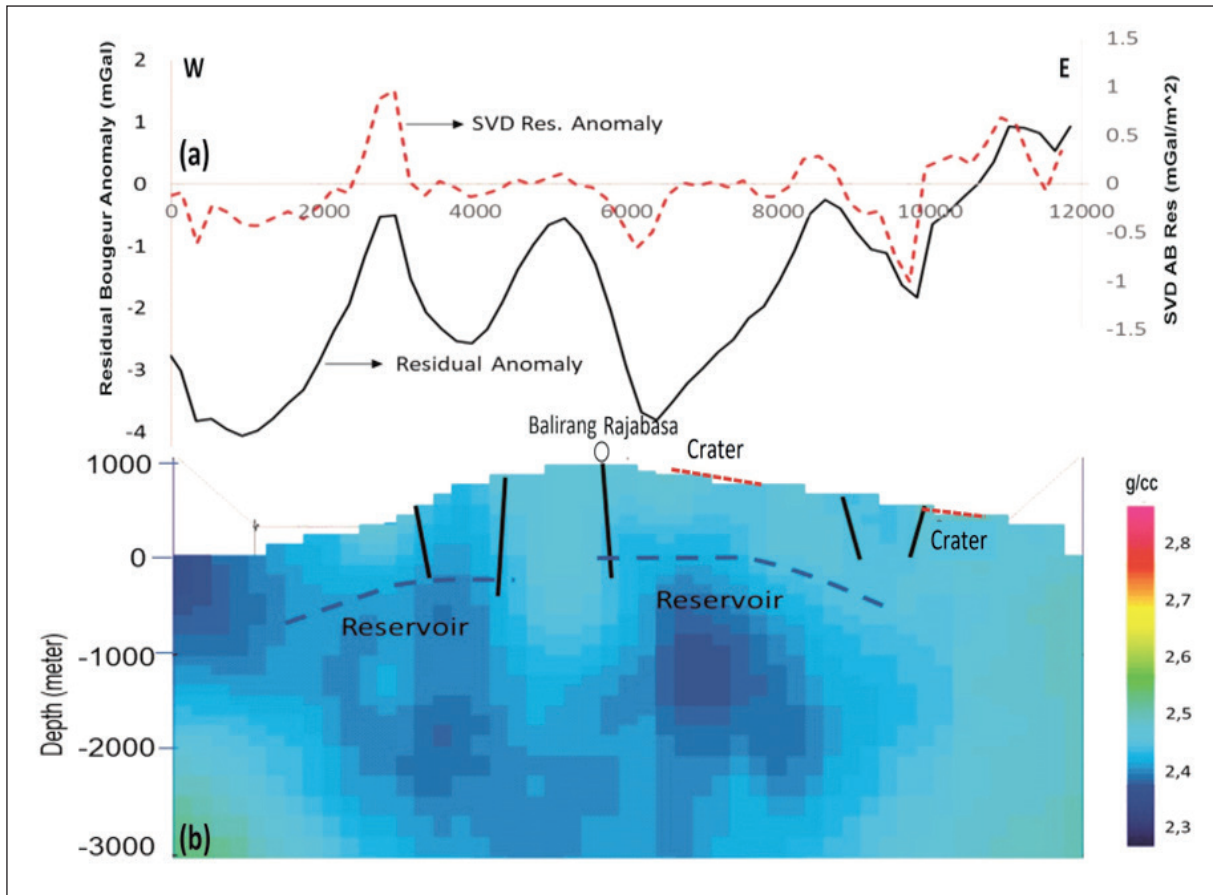 W
E
(a)
SVD Res. Anomaly
Residual Anomaly
Residual Bougeur Anomaly (mGal)
2
1
0
-1
-2
-3
-4
0 2000 4000 6000 8000 10000 12000
1.5
1
0.5
0
-0.5
-1
-1.5
SVD AB Res (mGal/m^2)
Balirang Rajabasa
Crater
Crater
Reservoir
Reservoir
(b)
Depth (meter)
1000
0
-1000
-2000
-3000
g/cc
2,8
2,7
2,6
2,5
2,4
2,3